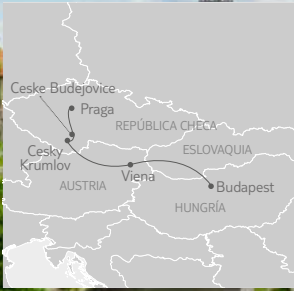 Ceske Budejovice
Praga
REPÚBLICA CHECA
Cesky
Krumlov
ESLOVAQUIA
Viena
AUSTRIA
Budapest
HUNGRÍA